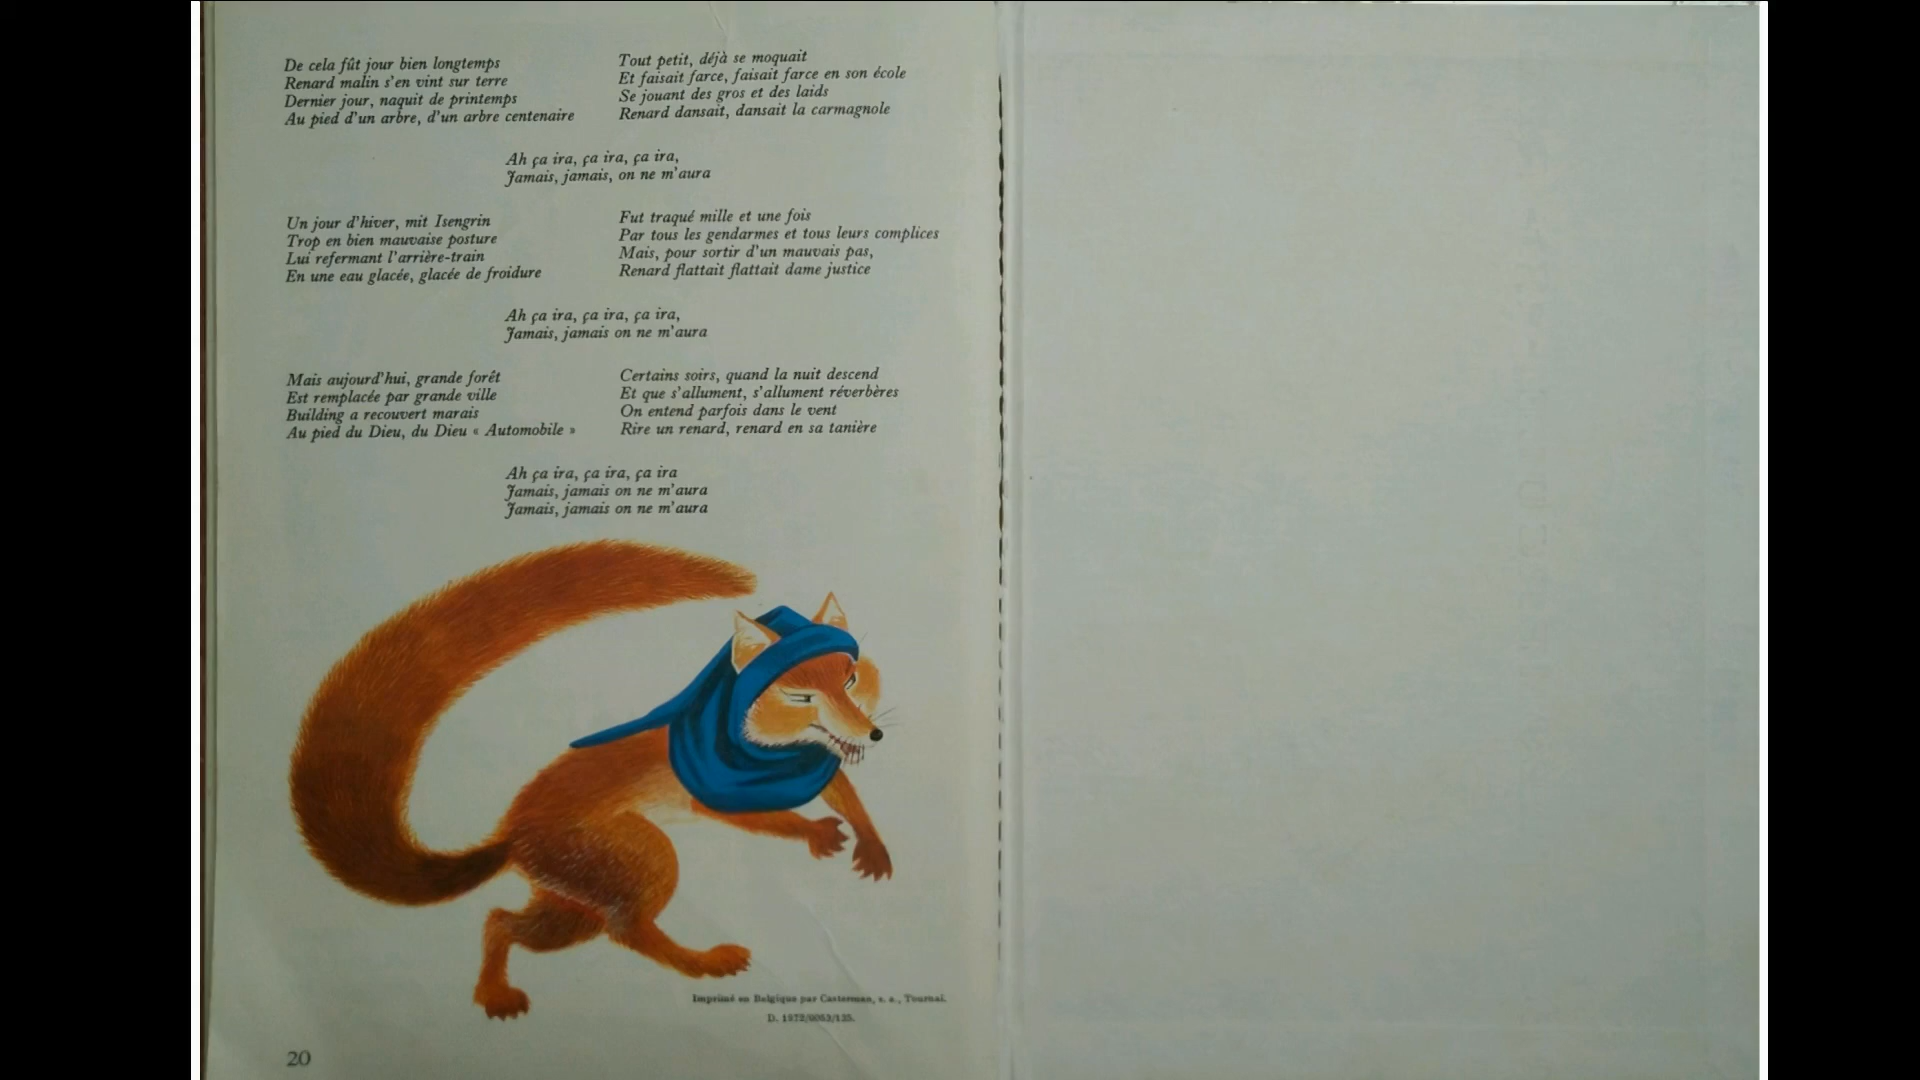 De cela fût jour bien longtemps
Renard malin s'en vint sur terre
Dernier jour, naquit de printemps
Au pied d'un arbre, d'un arbre centenaire
Tout petit, déjà se moquait
Et faisait farce, faisait farce en son école
Se jouant des gros et des laids
Renard dansait, dansait la carmagnole
Ah ça ira, ça ira, ça ira,
Jamais, jamais, on ne m'aura
Un jour d'hiver, mit Isengrin
Trop en bien mauvaise posture
Lui refermant l'arrière-train
En une eau glacée, glacée de froidure
Fut traqué mille et une fois
Par tous les gendarmes et tous leurs complices
Mais, pour sortir d'un mauvais pas,
Renard flattait flattait dame justice
Ah ça ira, ça ira, ça ira,
Jamais, jamais on ne m'aura
Mais aujourd'hui, grande forêt
Est remplacée par grande ville
Building a recouvert marais
Au pied du Dieu, du Dieu « Automobile »
Certains soirs, quand la nuit descend
Et que s'allument, s'allument réverbères
On entend parfois dans le vent
Rire un renard, renard en sa tanière
Ah ça ira, ça ira, ça ira
Jamais, jamais on ne m'aura
Jamais, jamais on ne m'aura
Imprimé en Belgique par Casterman, s. a., Tournai.
D. 1972/0053/135.
20